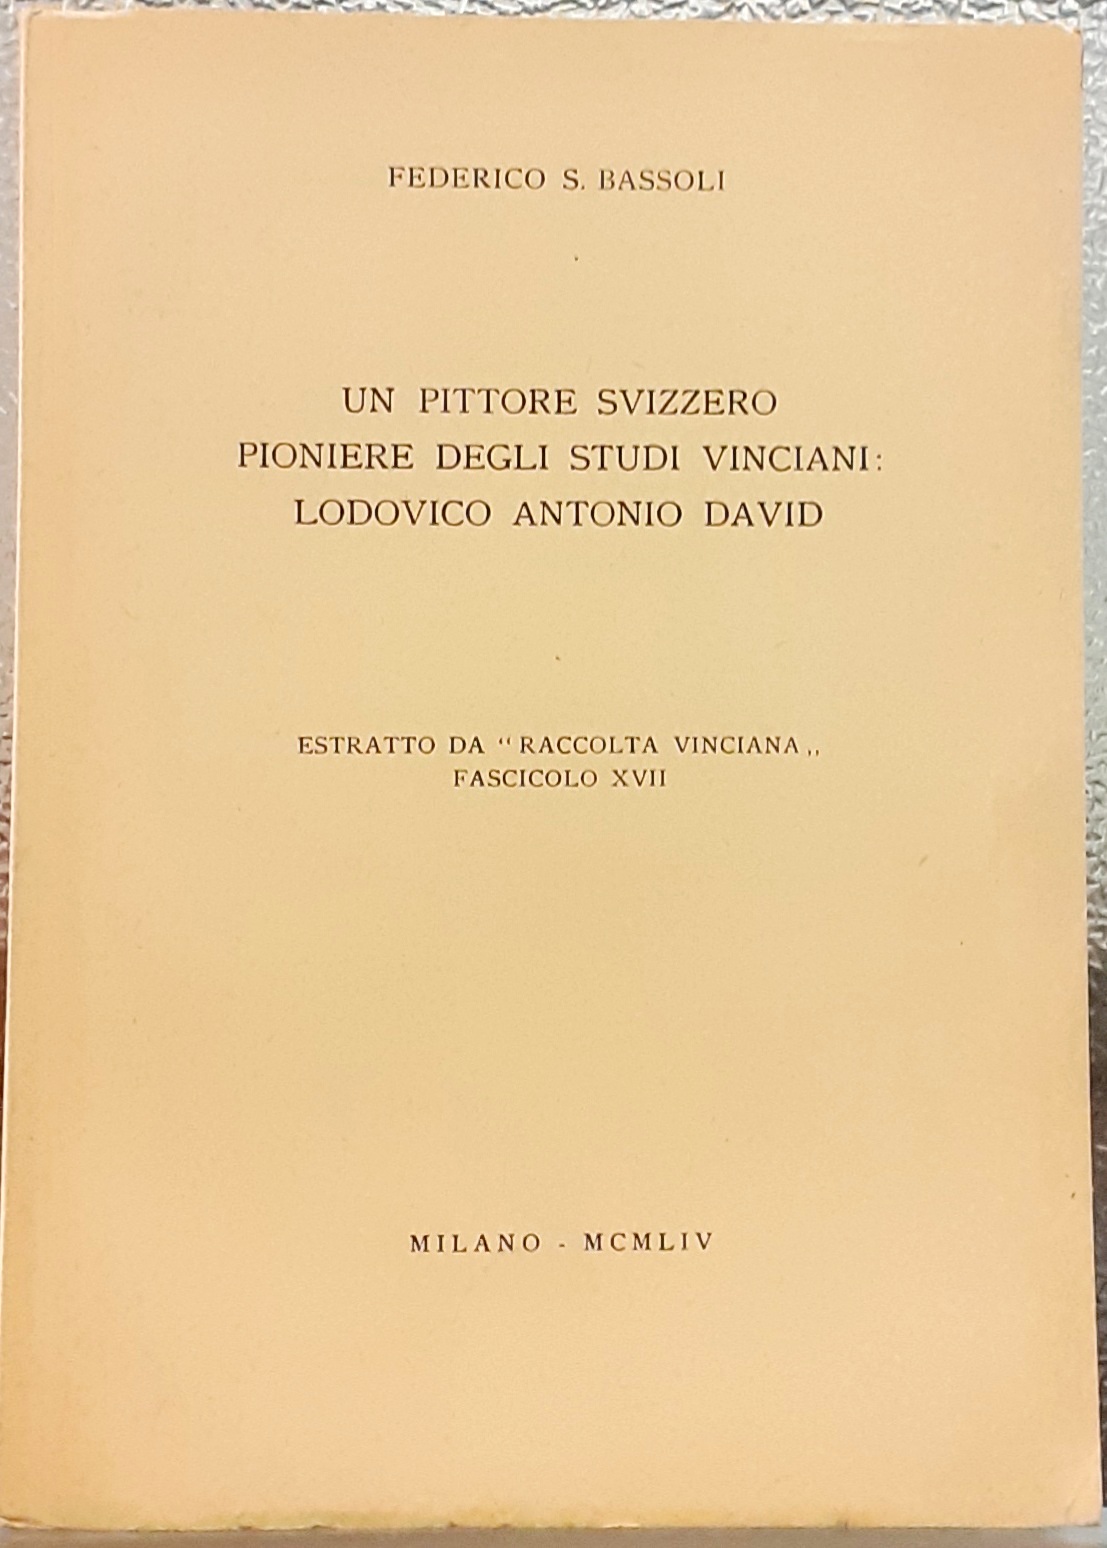 FEDERICO S. BASSOLI
UN PITTORE SVIZZERO
PIONIERE DEGLI STUDI VINCIANI:
LODOVICO ANTONIO DAVID
ESTRATTO DA “RACCOLTA VINCIANA„
FASCICOLO XVII
MILANO - MCMLIV